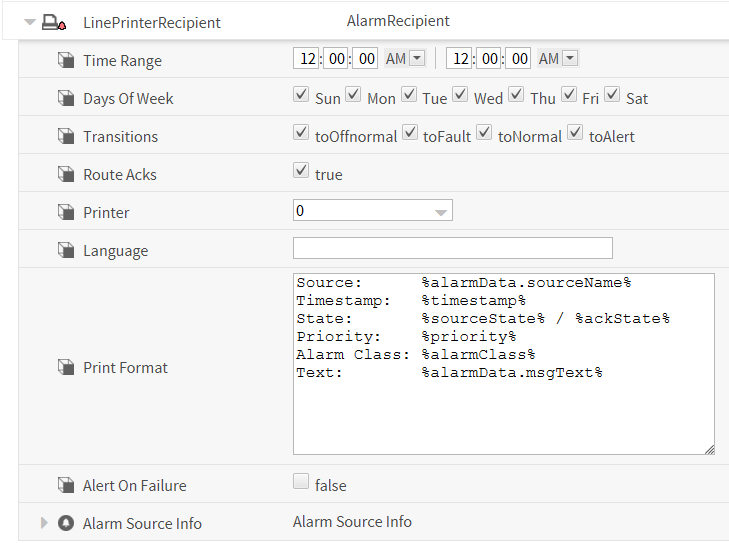 LinePrinterRecipient AlarmRecipient
Time Range 12:00:00 AM 12:00:00 AM
Days Of Week Sun Mon Tue Wed Thu Fri Sat
Transitions toOffnormal toFault toNormal toAlert
Route Acks true
Printer 0
Language
Print Format
Source: %alarmData.sourceName%
Timestamp: %timestamp%
State: %sourceState% / %ackState%
Priority: %priority%
Alarm Class: %alarmClass%
Text: %alarmData.msgText%
Alert On Failure false
Alarm Source Info Alarm Source Info